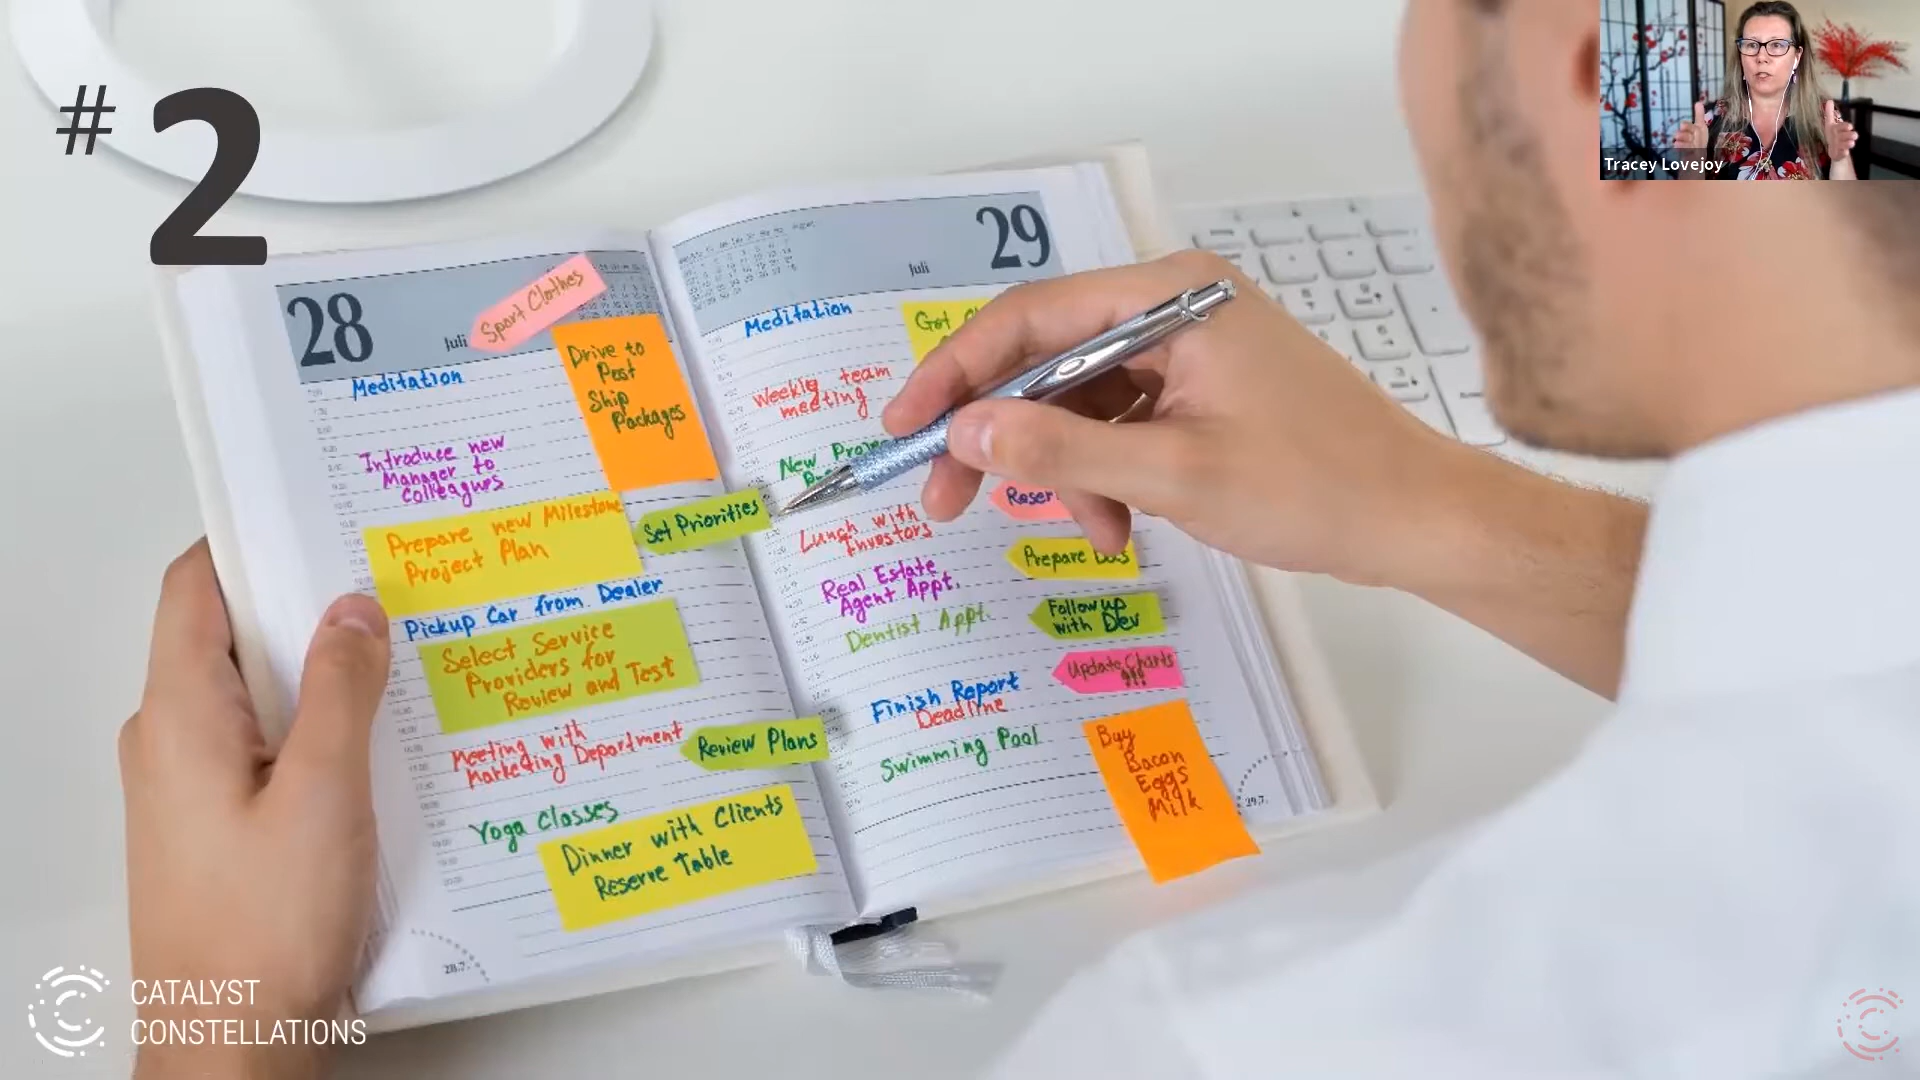 #2
Tracey Lovejoy
28
Juli
Sport Clothes
Meditation
Drive to
Post
Ship
Packages
Introduce new
Manager to
Colleagues
Prepare new Milestone
Project Plan
Set Priorities
Pickup Car from Dealer
Select Service
Providers for
Review and Test
Meeting with
Marketing Department
Review Plans
Yoga Classes
Dinner with Clients
Reserve Table
28.7.
29
Juli
Meditation
Got
Weekly team
meeting
New
Lunch with
Investors
Real Estate
Agent Appt.
Prepare Docs
Dentist Appt.
Follow up
with Dev
Update Charts
!!!
Finish Report
Deadline
Swimming Pool
Buy
Bacon
Eggs
Milk
29.7.
CATALYST
CONSTELLATIONS